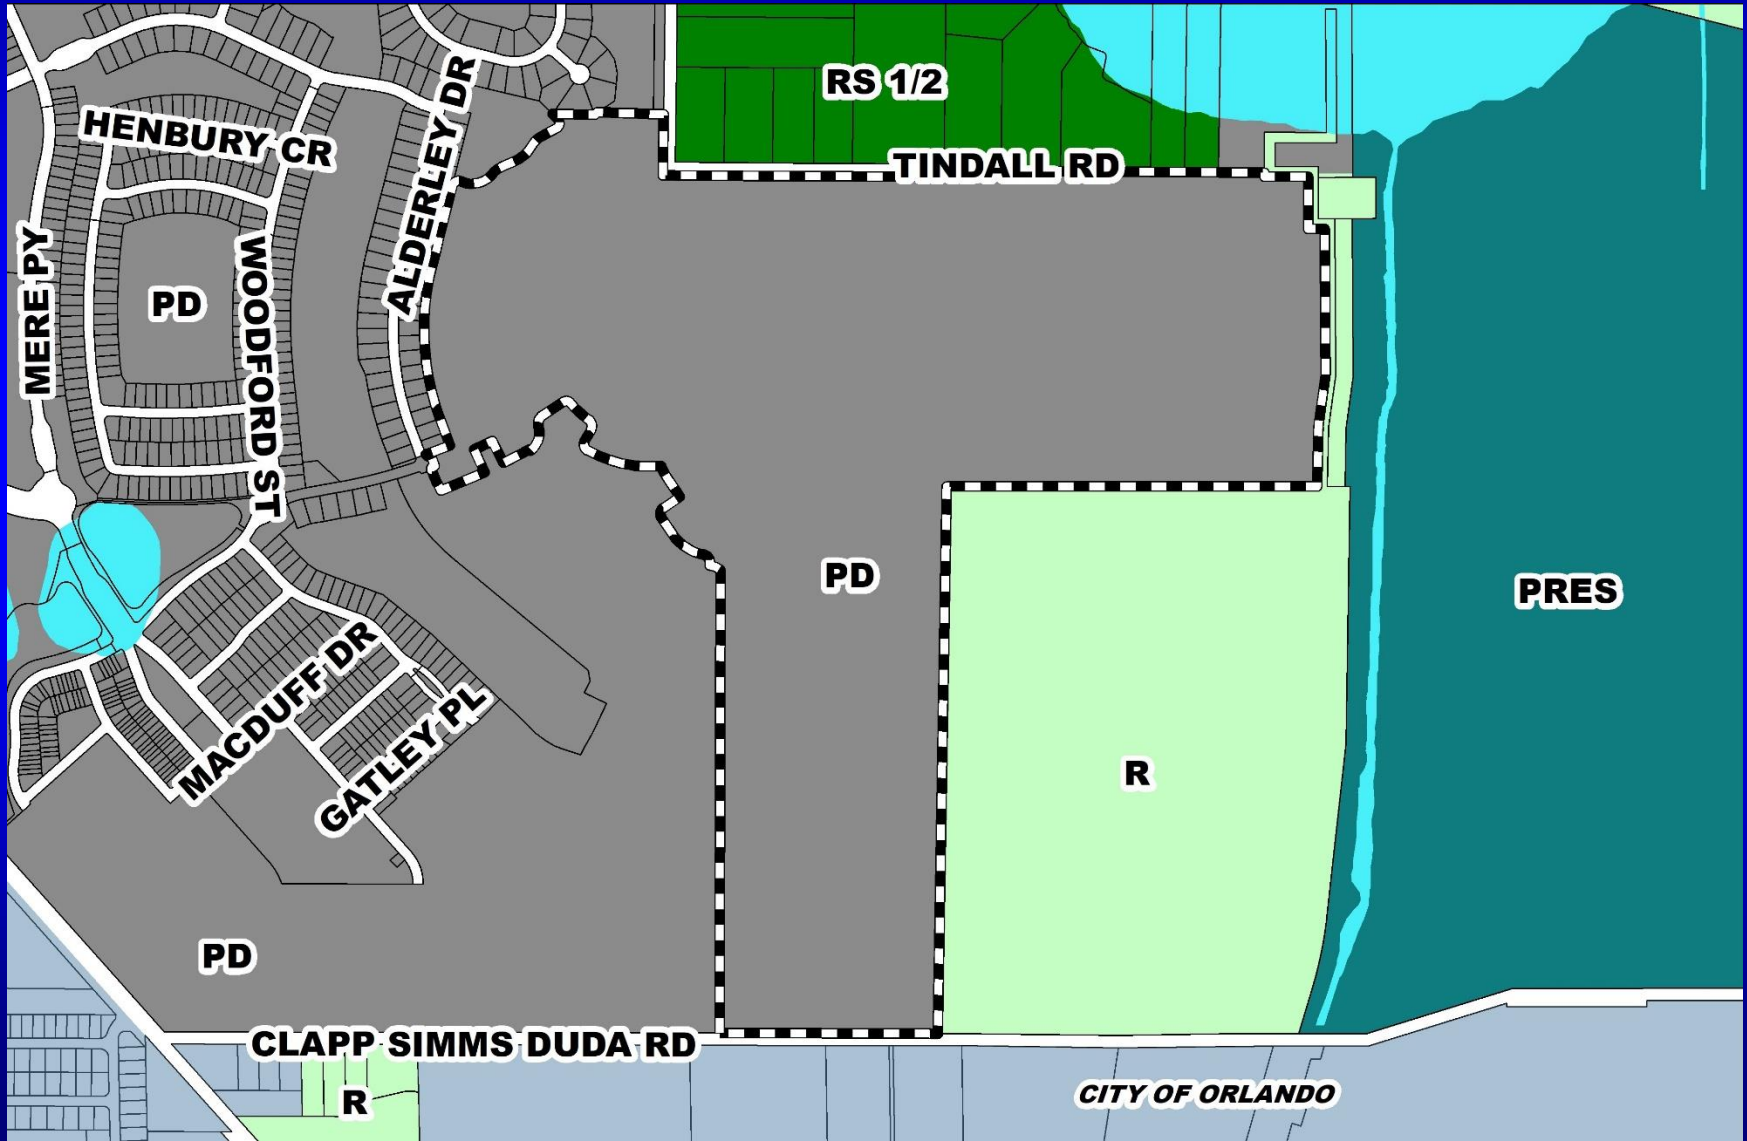 RS 1/2
HENBURY CR
ALDERLEY DR
TINDALL RD
MERE PY
PD
WOODFORD ST
PD
PRES
MACDUFF DR
GATLEY PL
R
PD
CLAPP SIMMS DUDA RD
R
CITY OF ORLANDO